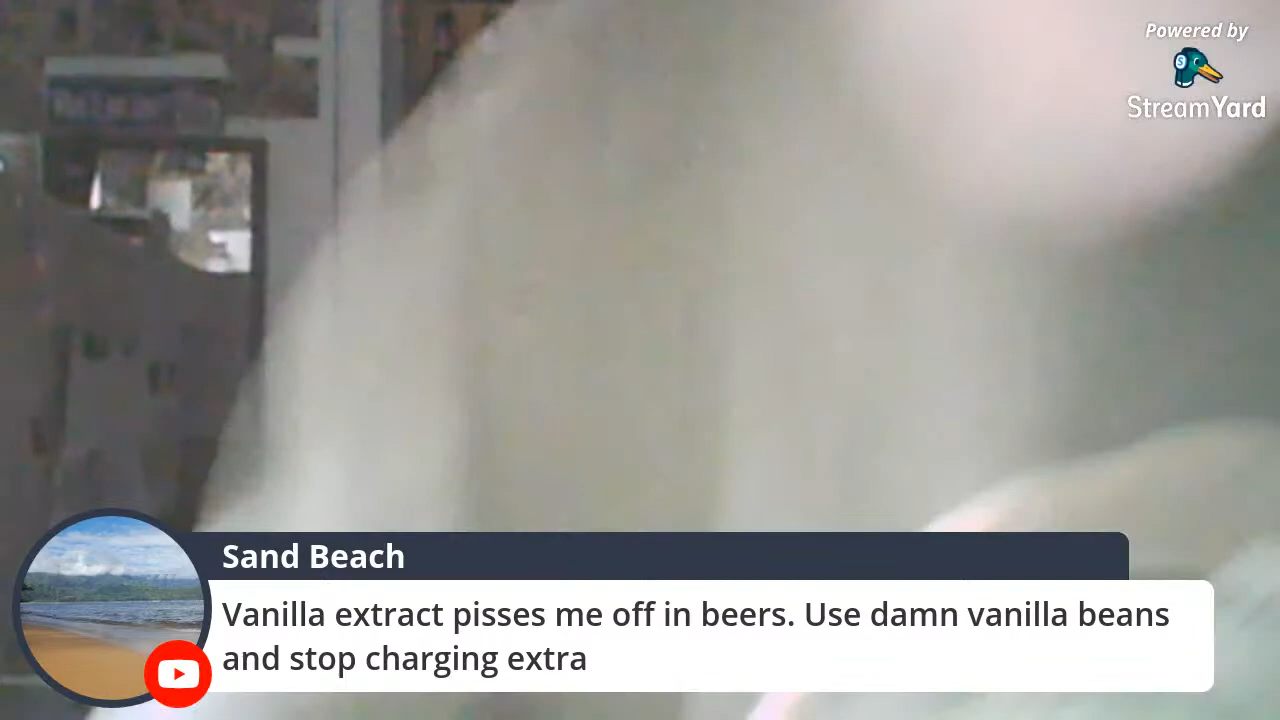 Powered by
StreamYard
Sand Beach
Vanilla extract pisses me off in beers. Use damn vanilla beans
and stop charging extra